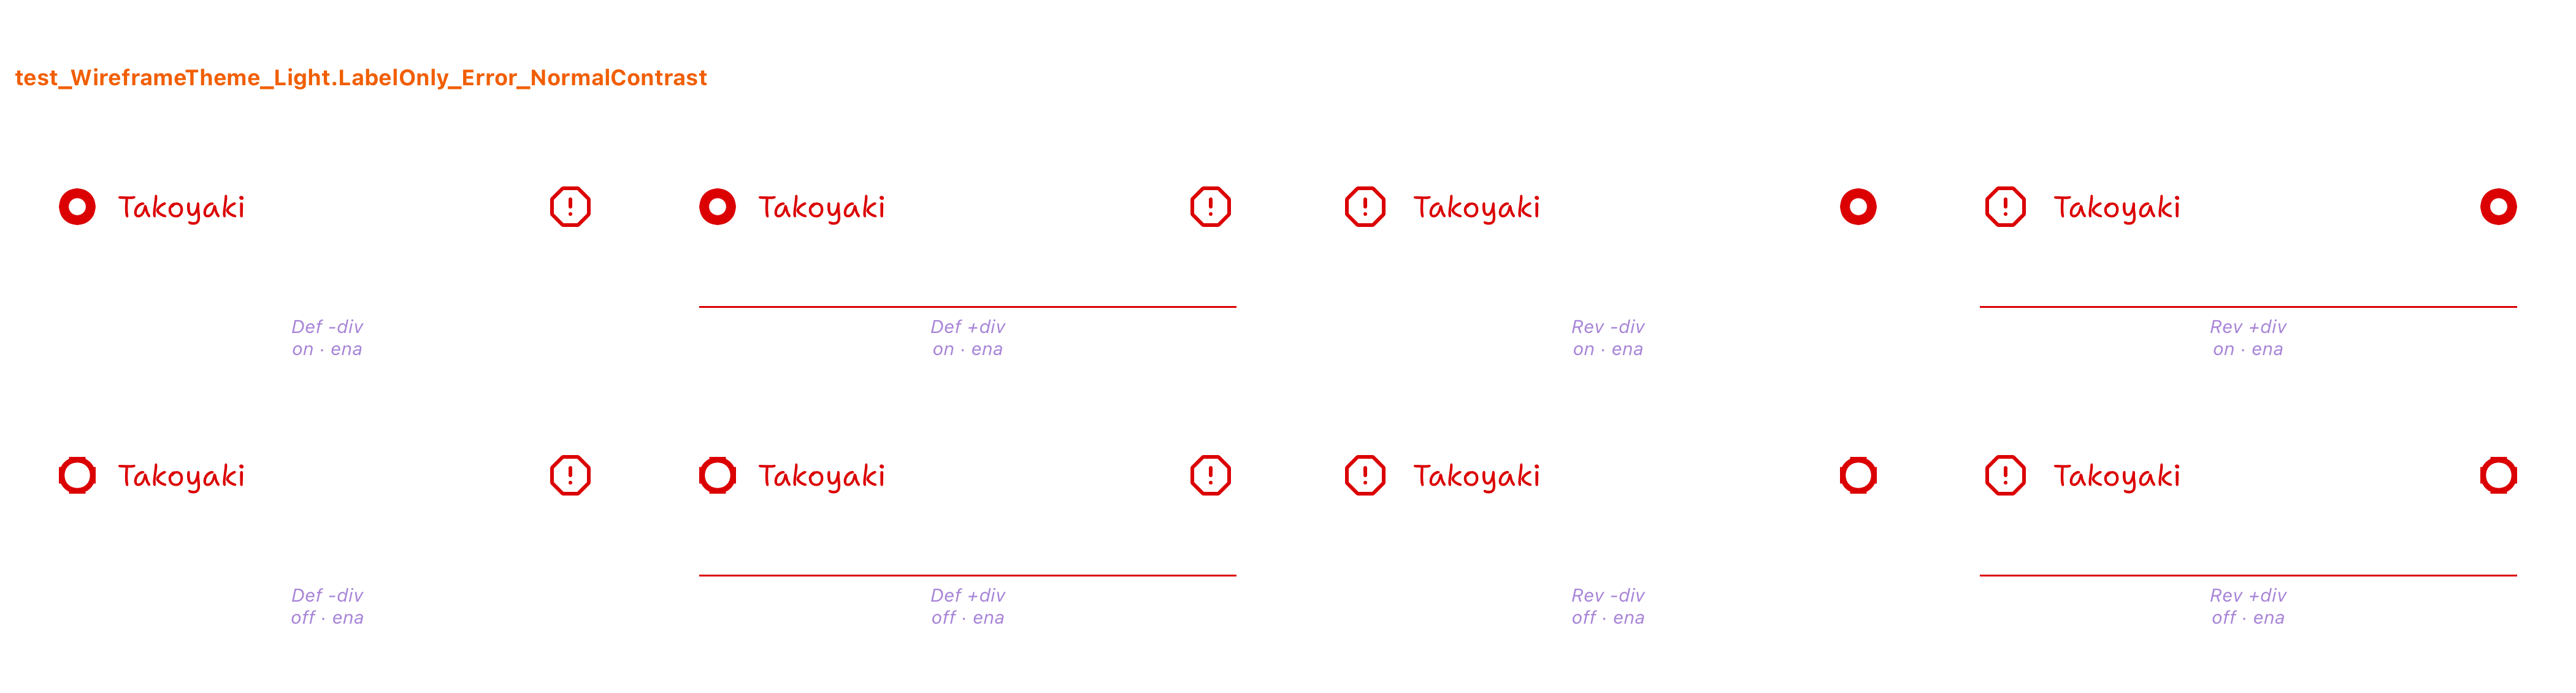 test_WireframeTheme_Light.LabelOnly_Error_NormalContrast
Takoyaki
Takoyaki
Takoyaki
Takoyaki
Def -div
on · ena
Def +div
on · ena
Rev -div
on · ena
Rev +div
on · ena
Takoyaki
Takoyaki
Takoyaki
Takoyaki
Def -div
off · ena
Def +div
off · ena
Rev -div
off · ena
Rev +div
off · ena